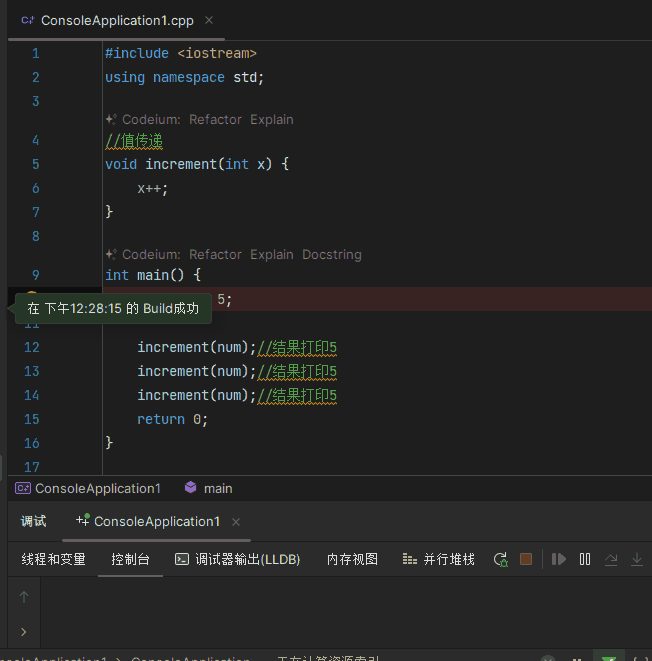 ConsoleApplication1.cpp ×
1 #include <iostream>
2 using namespace std;
3
Codeium: Refactor Explain
4 //值传递
5 void increment(int x) {
6 x++;
7 }
8
Codeium: Refactor Explain Docstring
9 int main() {
在 下午12:28:15 的 Build成功 5;
12 increment(num);//结果打印5
13 increment(num);//结果打印5
14 increment(num);//结果打印5
15 return 0;
16 }
17
ConsoleApplication1 main
调试 ConsoleApplication1 ×
线程和变量 控制台 调试器输出(LLDB) 内存视图 并行堆栈